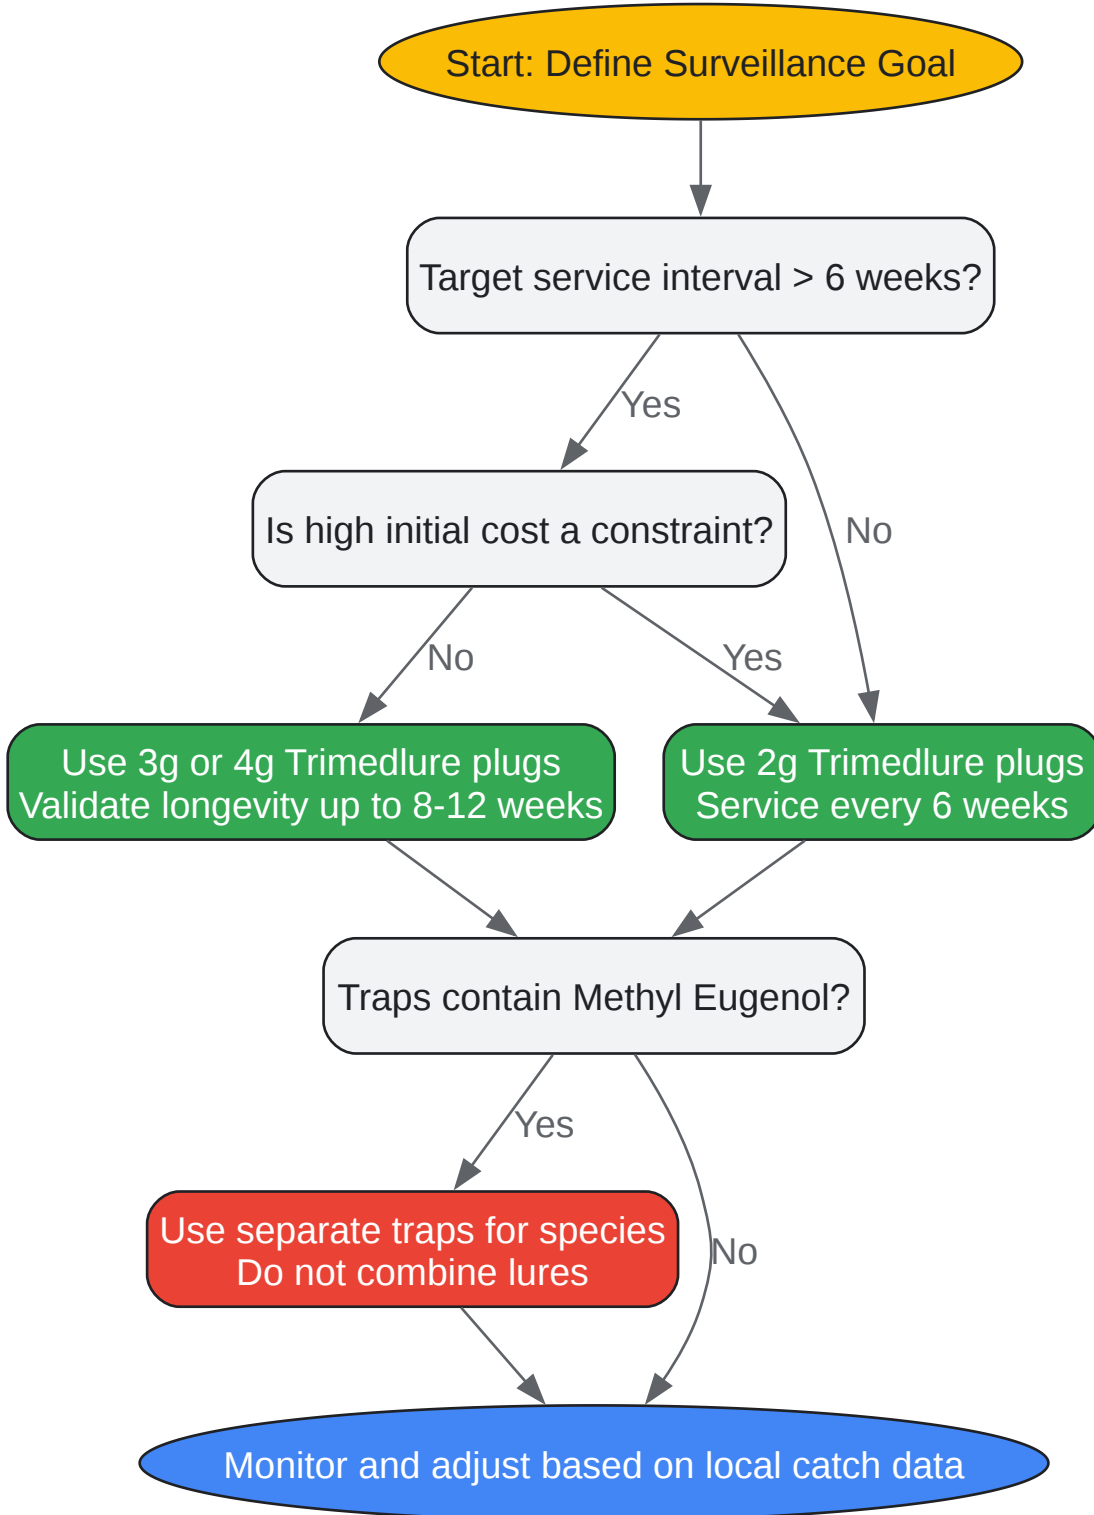 Start: Define Surveillance Goal
Target service interval > 6 weeks?
Yes
No
Is high initial cost a constraint?
No
Yes
Use 3g or 4g Trimedlure plugs
Validate longevity up to 8-12 weeks
Use 2g Trimedlure plugs
Service every 6 weeks
Traps contain Methyl Eugenol?
Yes
No
Use separate traps for species
Do not combine lures
Monitor and adjust based on local catch data